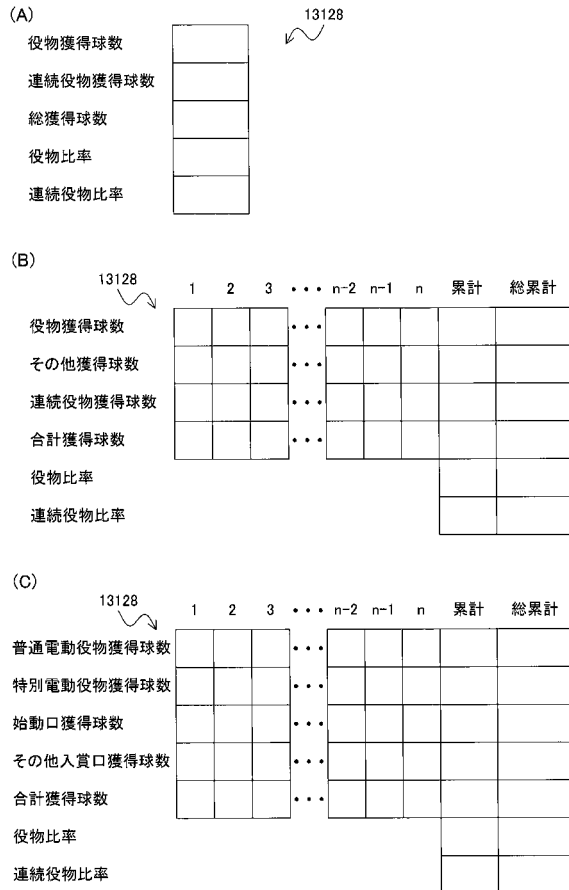 (A)
13128
役物獲得球数
連続役物獲得球数
総獲得球数
役物比率
連続役物比率
(B)
13128
1 2 3 ・・・ n-2 n-1 n 累計 総累計
役物獲得球数 ・・・
その他獲得球数 ・・・
連続役物獲得球数 ・・・
合計獲得球数 ・・・
役物比率
連続役物比率
(C)
13128
1 2 3 ・・・ n-2 n-1 n 累計 総累計
普通電動役物獲得球数 ・・・
特別電動役物獲得球数 ・・・
始動口獲得球数 ・・・
その他入賞口獲得球数 ・・・
合計獲得球数 ・・・
役物比率
連続役物比率